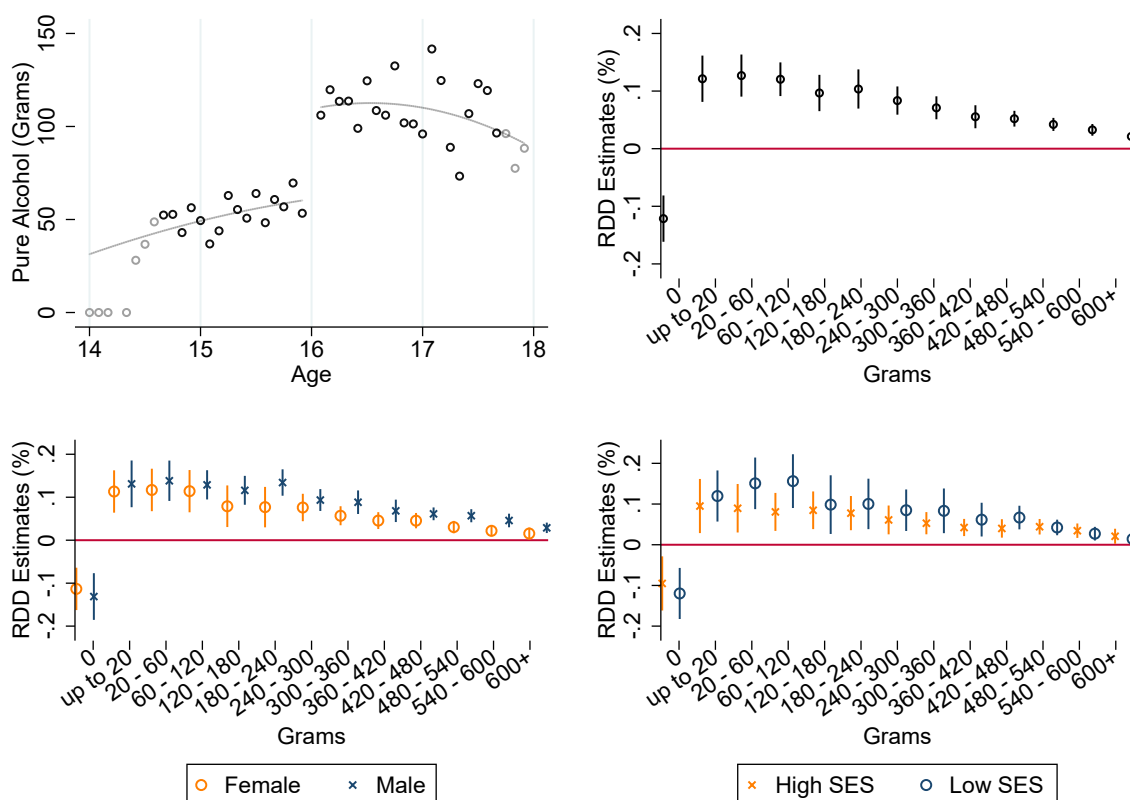 Pure Alcohol (Grams)
150
100
50
0
14 15 16 17 18
Age
RDD Estimates (%)
.2
.1
0
-.1
-.2
0 up to 20 20 - 60 60 - 120 120 - 180 180 - 240 240 - 300 300 - 360 360 - 420 420 - 480 480 - 540 540 - 600 600+
Grams
RDD Estimates (%)
.2
.1
0
-.1
-.2
0 up to 20 20 - 60 60 - 120 120 - 180 180 - 240 240 - 300 300 - 360 360 - 420 420 - 480 480 - 540 540 - 600 600+
Grams
Female Male
RDD Estimates (%)
.2
.1
0
-.1
-.2
0 up to 20 20 - 60 60 - 120 120 - 180 180 - 240 240 - 300 300 - 360 360 - 420 420 - 480 480 - 540 540 - 600 600+
Grams
High SES Low SES